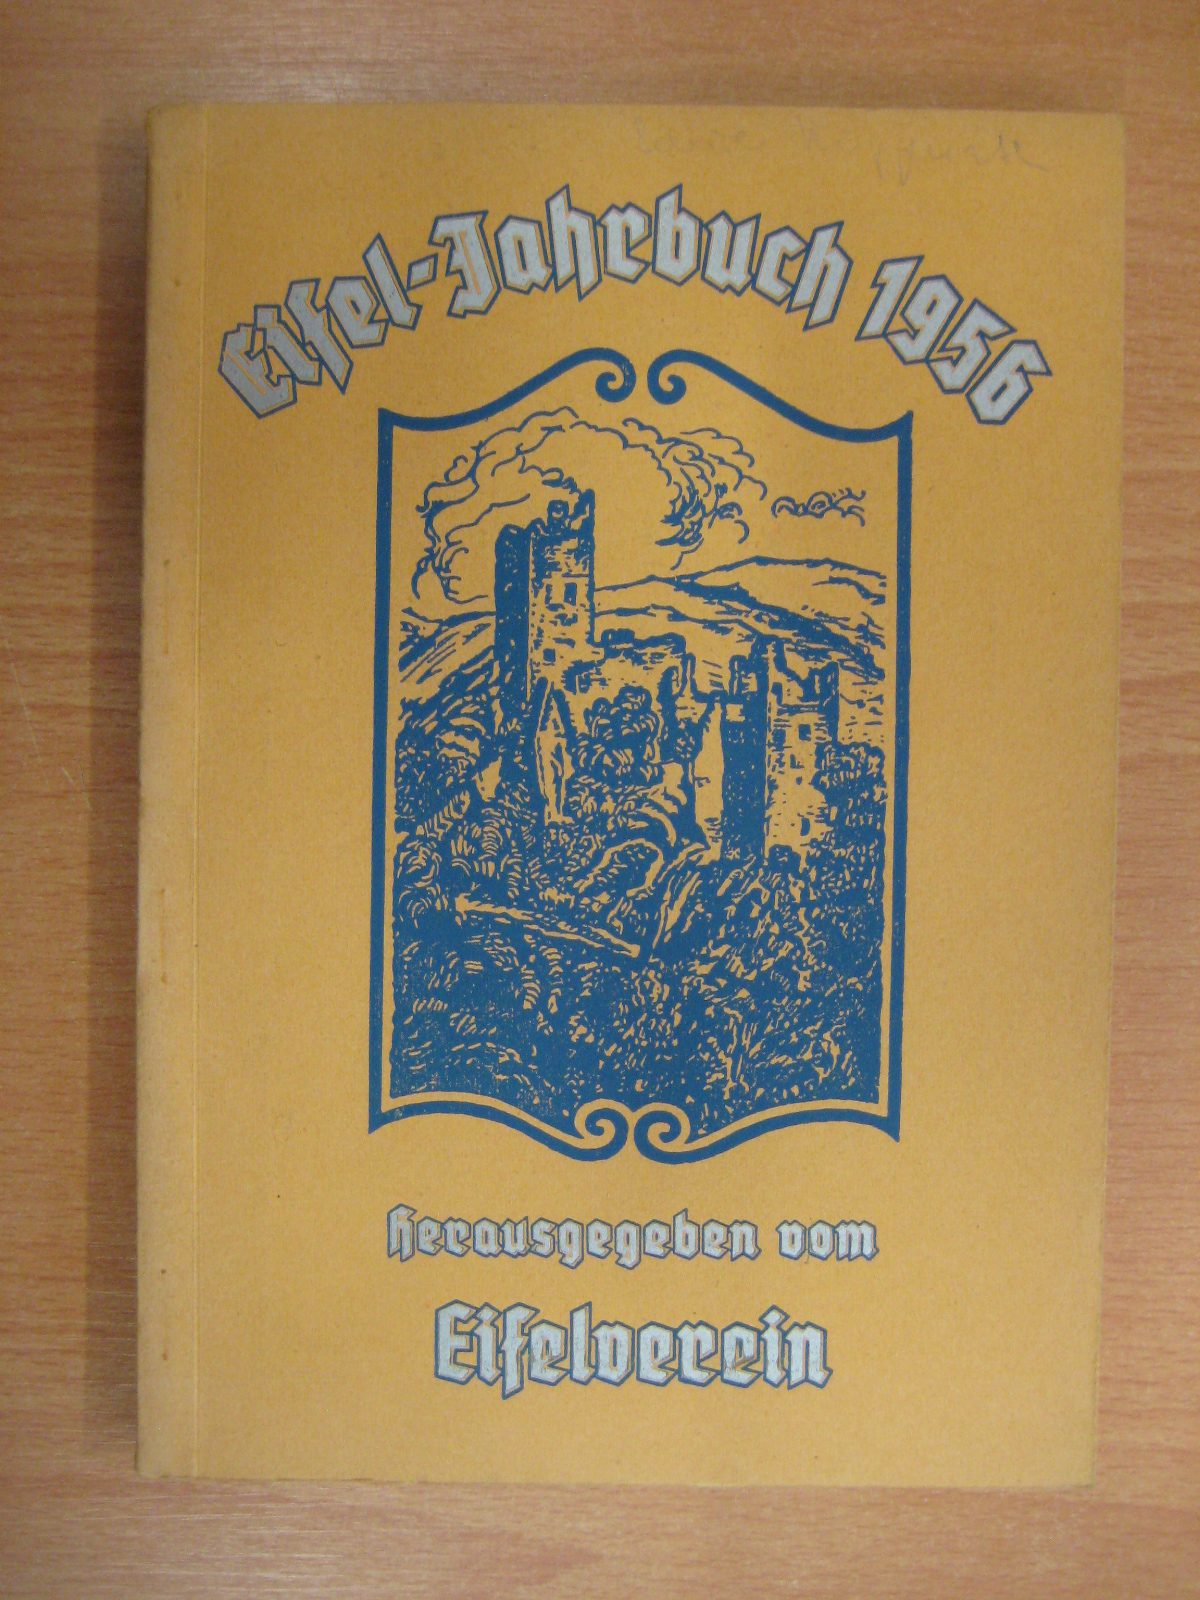 Eifel-Jahrbuch 1956
Herausgegeben vom
Eifelverein